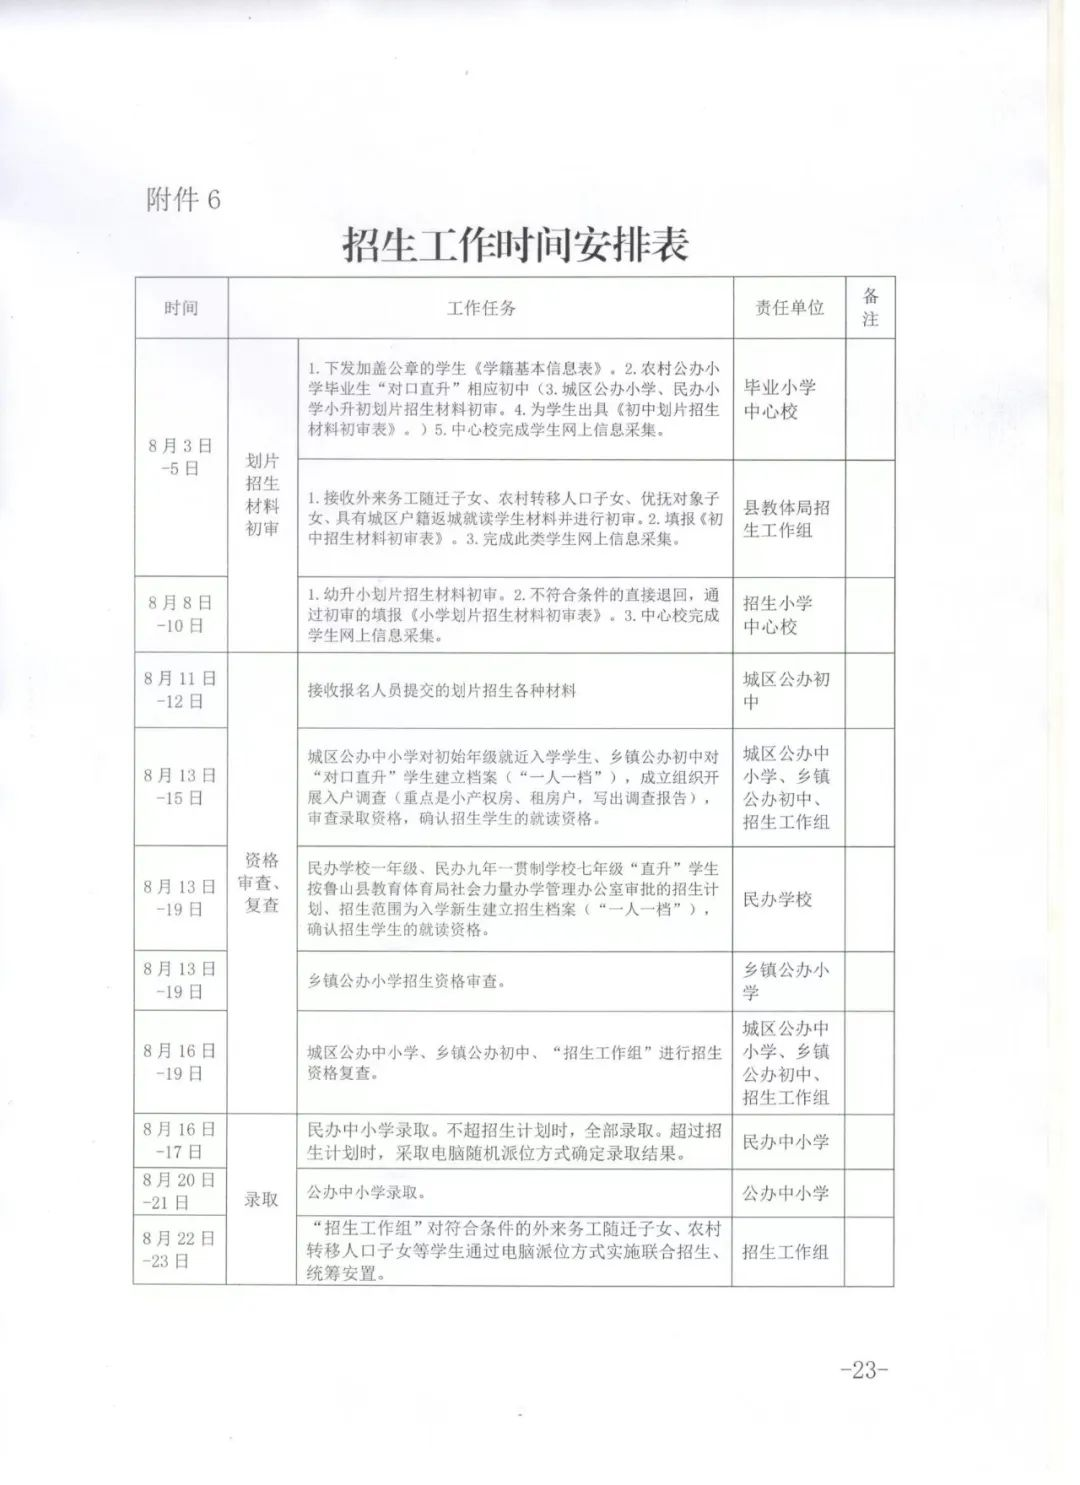 附件 6
招生工作时间安排表
时间
工作任务
责任单位
备
注
8 月 3 日
-5 日
划片
招生
材料
初审
1.下发加盖公章的学生《学籍基本信息表》。2.农村公办小
学毕业生“对口直升”相应初中（3.城区公办小学、民办小
学小升初划片招生材料初审。4.为学生出具《初中划片招生
材料初审表》。）5.中心校完成学生网上信息采集。
毕业小学
中心校
1.接收外来务工随迁子女、农村转移人口子女、优抚对象子
女、具有城区户籍返城就读学生材料并进行初审。2.填报《初
中招生材料初审表》。3.完成此类学生网上信息采集。
县教体局招
生工作组
8 月 8 日
-10 日
1.幼升小划片招生材料初审。2.不符合条件的直接退回，通
过初审的填报《小学划片招生材料初审表》。3.中心校完成
学生网上信息采集。
招生小学
中心校
8 月 11 日
-12 日
资格
审查、
复查
接收报名人员提交的划片招生各种材料
城区公办初
中
8 月 13 日
-15 日
城区公办中小学对初始年级就近入学学生、乡镇公办初中对
“对口直升”学生建立档案（“一人一档”），成立组织开
展入户调查（重点是小产权房、租房户，写出调查报告），
审查录取资格，确认招生学生的就读资格。
城区公办中
小学、乡镇
公办初中、
招生工作组
8 月 13 日
-19 日
民办学校一年级、民办九年一贯制学校七年级“直升”学生
按鲁山县教育体育局社会力量办学管理办公室审批的招生计
划、招生范围为入学新生建立招生档案（“一人一档”），
确认招生学生的就读资格。
民办学校
8 月 13 日
-19 日
乡镇公办小学招生资格审查。
乡镇公办小
学
8 月 16 日
-19 日
城区公办中小学、乡镇公办初中、“招生工作组”进行招生
资格复查。
城区公办中
小学、乡镇
公办初中、
招生工作组
8 月 16 日
-17 日
录取
民办中小学录取。不超招生计划时，全部录取。超过招
生计划时，采取电脑随机派位方式确定录取结果。
民办中小学
8 月 20 日
-21 日
公办中小学录取。
公办中小学
8 月 22 日
-23 日
“招生工作组”对符合条件的外来务工随迁子女、农村
转移人口子女等学生通过电脑派位方式实施联合招生、
统筹安置。
招生工作组
-23-